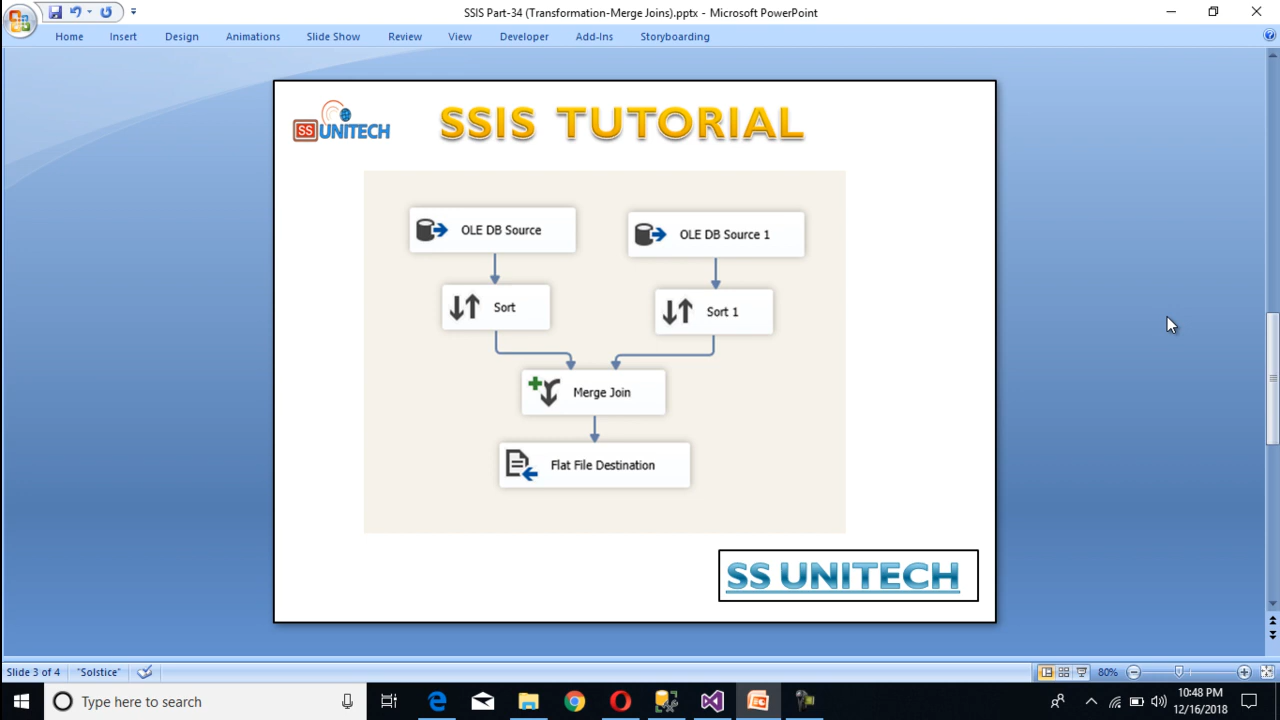 SSIS Part-34 (Transformation-Merge Joins).pptx - Microsoft PowerPoint
Home Insert Design Animations Slide Show Review View Developer Add-Ins Storyboarding
SS UNITECH
SSIS TUTORIAL
OLE DB Source
OLE DB Source 1
Sort
Sort 1
Merge Join
Flat File Destination
SS UNITECH
Slide 3 of 4 "Solstice" 80%
Type here to search
10:48 PM
12/16/2018